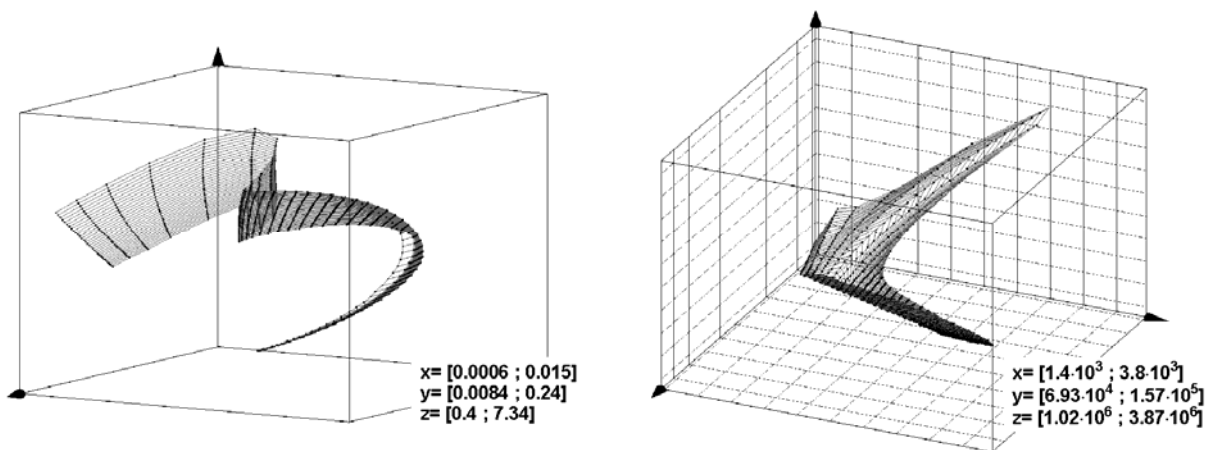 x= [0.0006 ; 0.015]
y= [0.0084 ; 0.24]
z= [0.4 ; 7.34]
x= [1.4·10³ ; 3.8·10³]
y= [6.93·10⁴ ; 1.57·10⁵]
z= [1.02·10⁶ ; 3.87·10⁶]